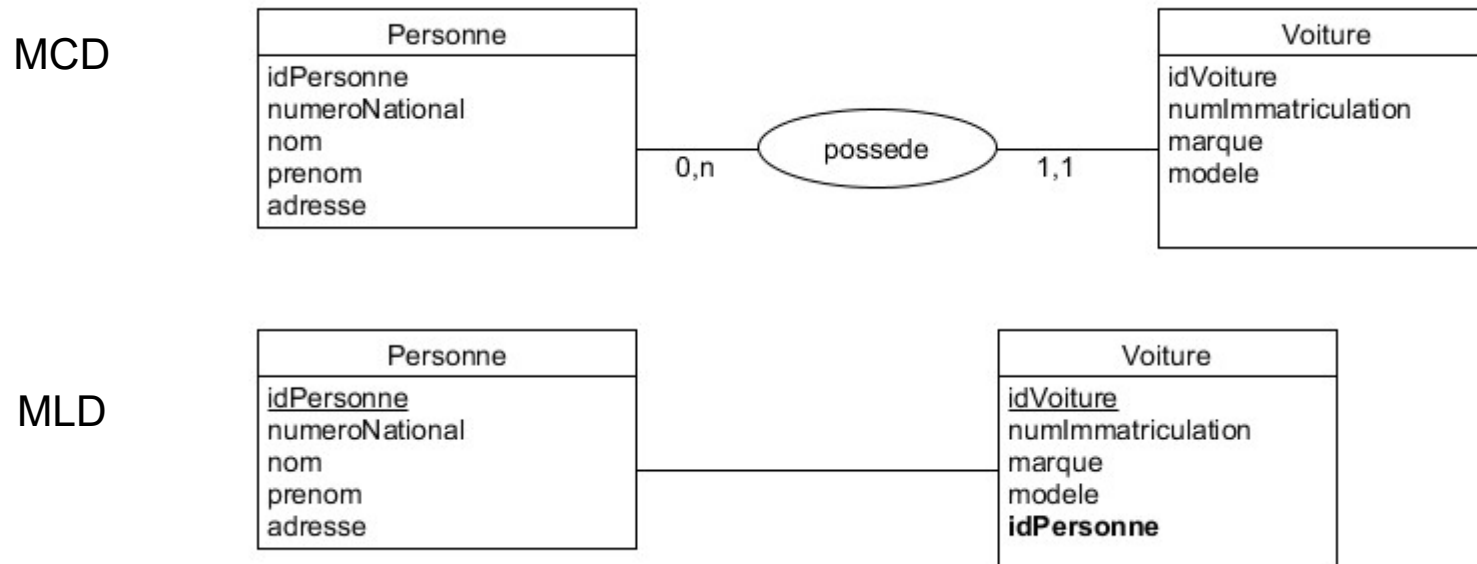 MCD
Personne
idPersonne
numeroNational
nom
prenom
adresse
0,n
possede
1,1
Voiture
idVoiture
numImmatriculation
marque
modele
MLD
Personne
idPersonne
numeroNational
nom
prenom
adresse
Voiture
idVoiture
numImmatriculation
marque
modele
idPersonne